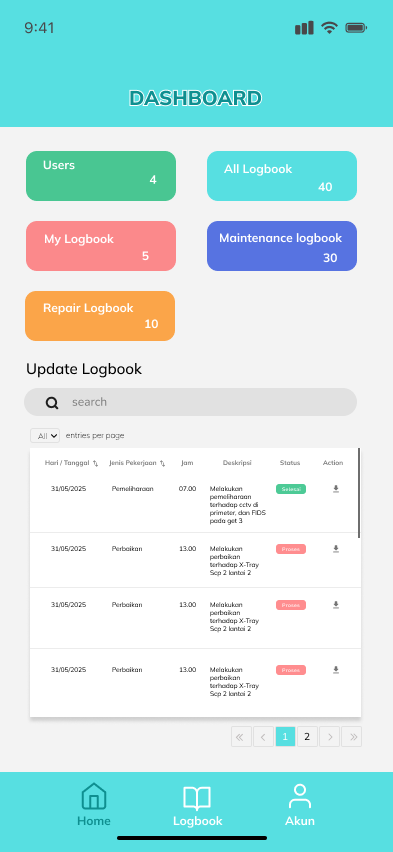 9:41
DASHBOARD
Users
4
All Logbook
40
My Logbook
5
Maintenance logbook
30
Repair Logbook
10
Update Logbook
search
All entries per page
Hari / Tanggal Jenis Pekerjaan Jam Deskripsi Status Action
31/05/2025 Pemeliharaan 07.00 Melakukan
pemeliharaan
terhadap cctv di
primeter, dan FIDS
pada get 3
Selesai
31/05/2025 Perbaikan 13.00 Melakukan
perbaikan
terhadap X-Tray
Scp 2 lantai 2
Proses
31/05/2025 Perbaikan 13.00 Melakukan
perbaikan
terhadap X-Tray
Scp 2 lantai 2
Proses
31/05/2025 Perbaikan 13.00 Melakukan
perbaikan
terhadap X-Tray
Scp 2 lantai 2
Proses
« ‹ 1 2 › »
Home Logbook Akun